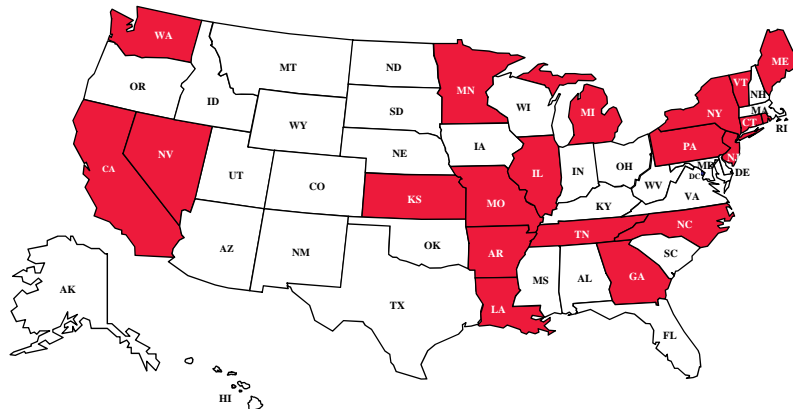 WA
MT
ND
MN
ME
VT
NH
OR
ID
SD
WI
MI
NY
MA
CT
RI
WY
IA
PA
NJ
NE
OH
MD
DE
NV
UT
IL
IN
DC
CA
CO
WV
VA
KS
MO
KY
NC
TN
AZ
NM
OK
AR
SC
MS
AL
GA
AK
TX
LA
FL
HI